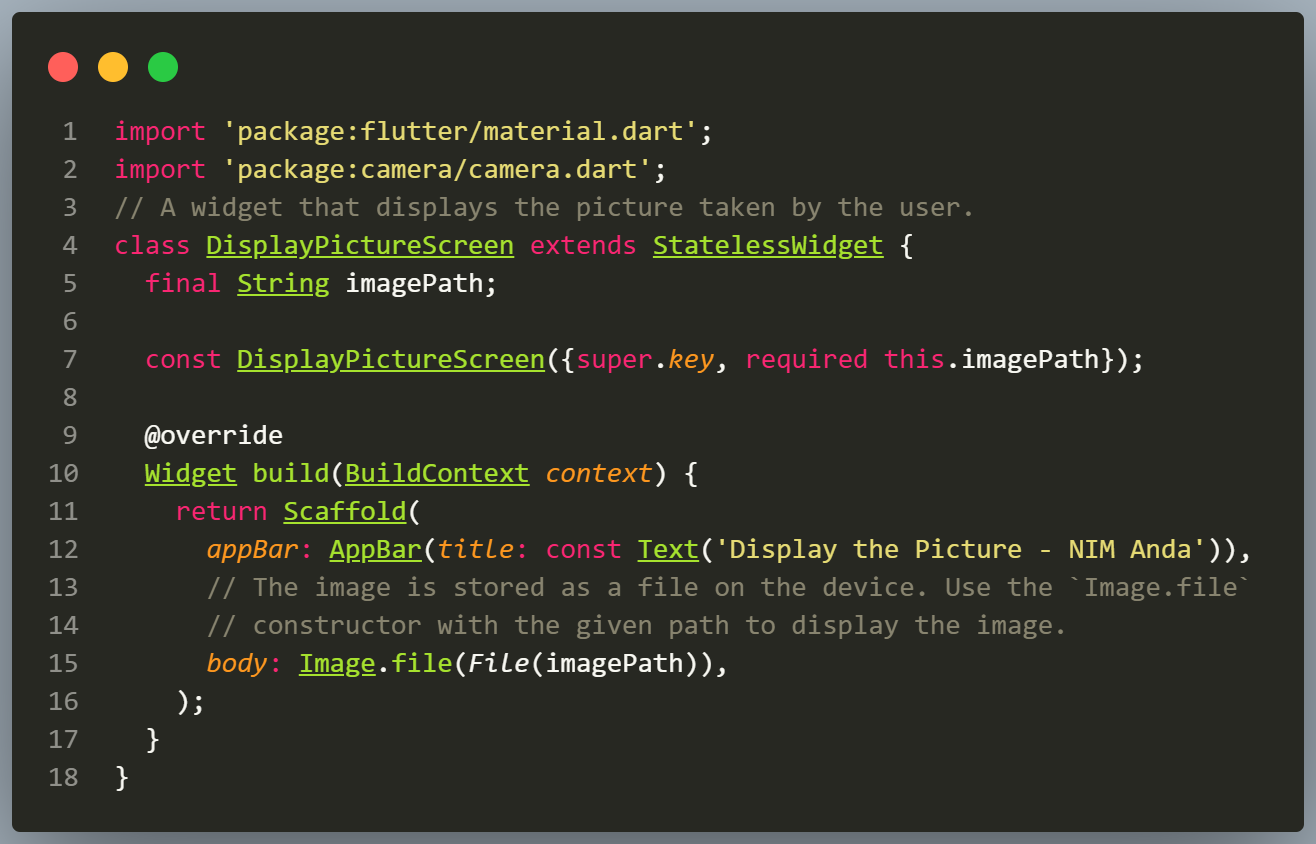 1 import 'package:flutter/material.dart';
2 import 'package:camera/camera.dart';
3 // A widget that displays the picture taken by the user.
4 class DisplayPictureScreen extends StatelessWidget {
5   final String imagePath;
6
7   const DisplayPictureScreen({super.key, required this.imagePath});
8
9   @override
10   Widget build(BuildContext context) {
11     return Scaffold(
12       appBar: AppBar(title: const Text('Display the Picture - NIM Anda')),
13       // The image is stored as a file on the device. Use the `Image.file`
14       // constructor with the given path to display the image.
15       body: Image.file(File(imagePath)),
16     );
17   }
18 }